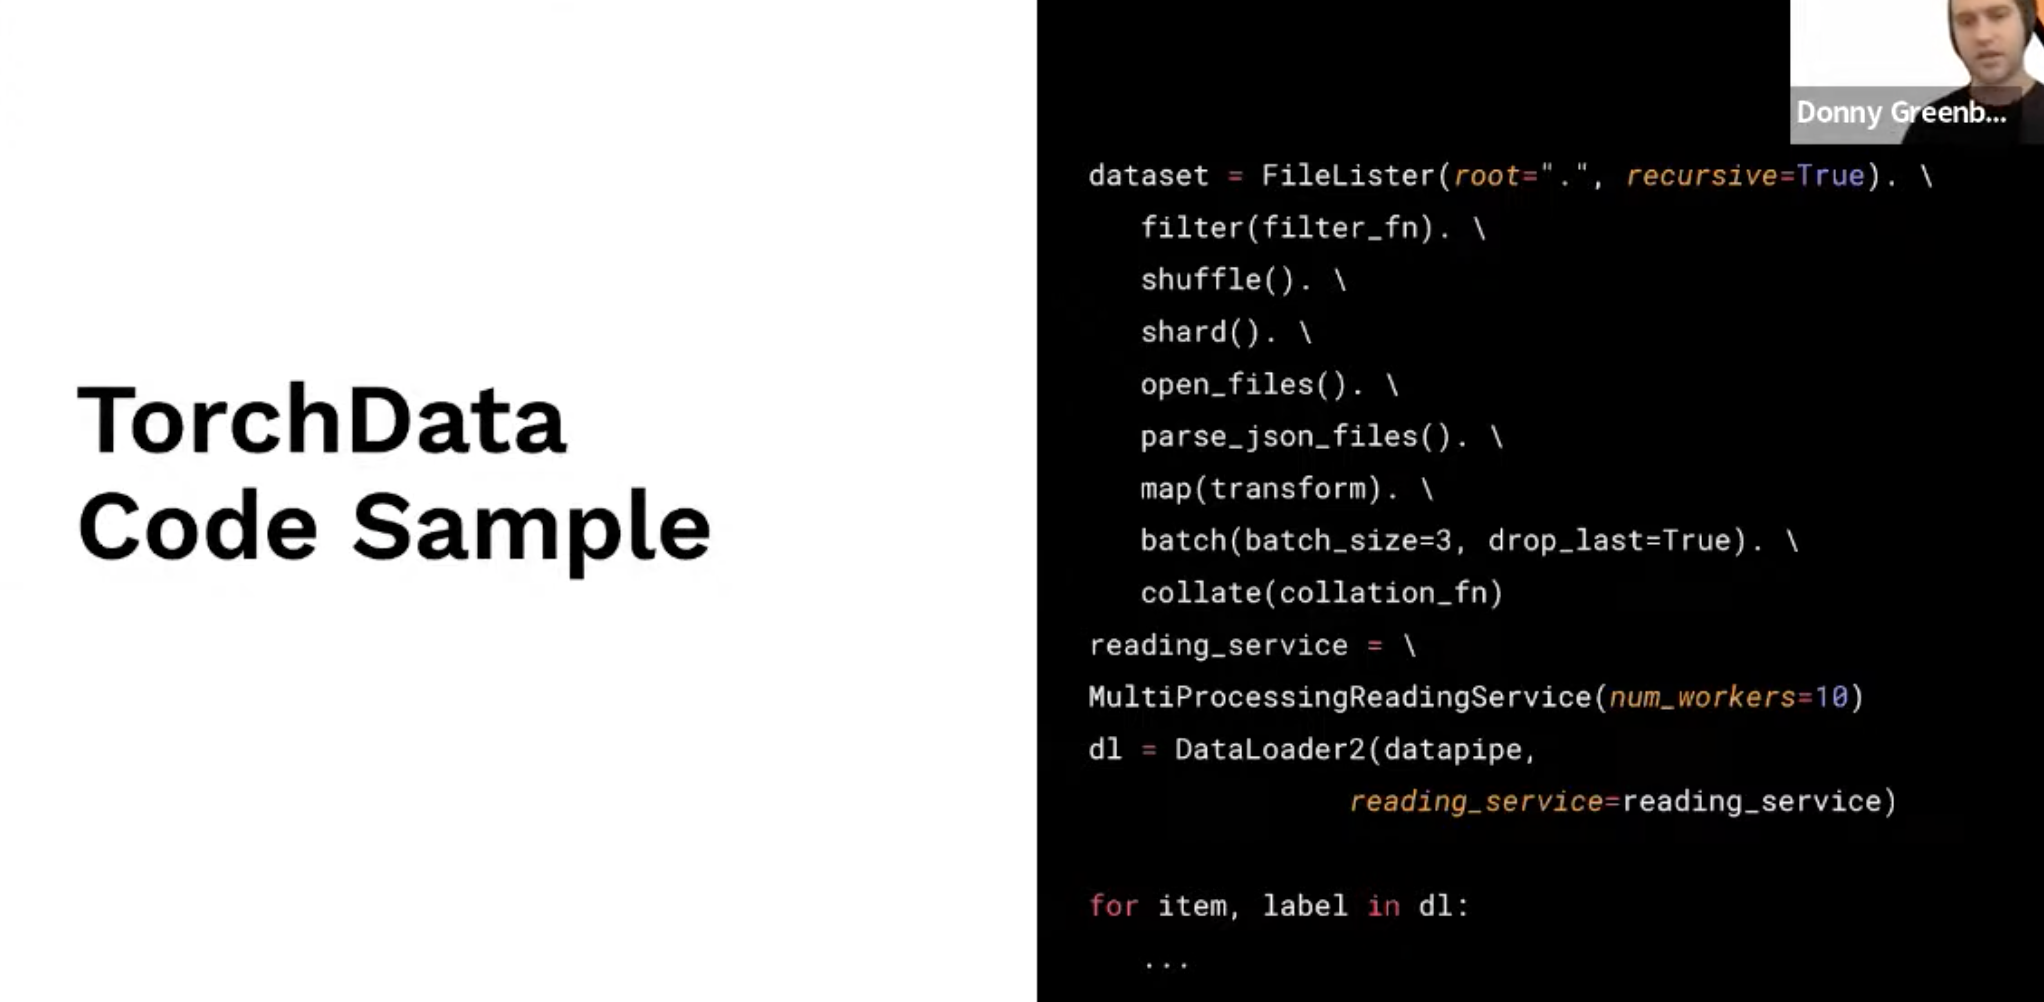 TorchData
Code Sample
Donny Greenb...
dataset = FileLister(root=".", recursive=True). \
filter(filter_fn). \
shuffle(). \
shard(). \
open_files(). \
parse_json_files(). \
map(transform). \
batch(batch_size=3, drop_last=True). \
collate(collation_fn)
reading_service = \
MultiProcessingReadingService(num_workers=10)
dl = DataLoader2(datapipe,
reading_service=reading_service)
for item, label in dl:
...